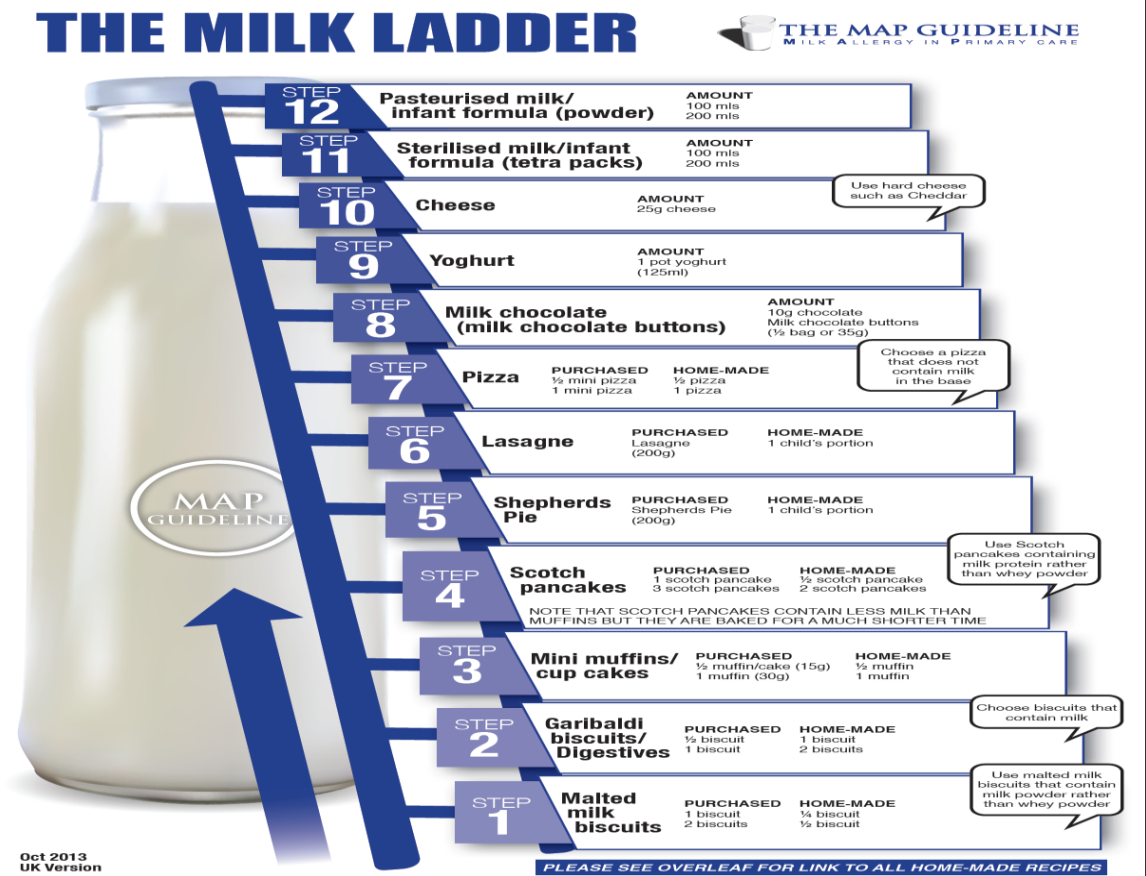 THE MILK LADDER
THE MAP GUIDELINE
MILK ALLERGY IN PRIMARY CARE
STEP
12
Pasteurised milk/
infant formula (powder)
AMOUNT
100 mls
200 mls
STEP
11
Sterilised milk/infant
formula (tetra packs)
AMOUNT
100 mls
200 mls
STEP
10
Cheese
AMOUNT
25g cheese
Use hard cheese
such as Cheddar
STEP
9
Yoghurt
AMOUNT
1 pot yoghurt
(125ml)
STEP
8
Milk chocolate
(milk chocolate buttons)
AMOUNT
10g chocolate
Milk chocolate buttons
(½ bag or 35g)
STEP
7
Pizza
PURCHASED
½ mini pizza
1 mini pizza
HOME-MADE
½ pizza
1 pizza
Choose a pizza
that does not
contain milk
in the base
STEP
6
Lasagne
PURCHASED
Lasagne
(200g)
HOME-MADE
1 child's portion
STEP
5
Shepherds
Pie
PURCHASED
Shepherds Pie
(200g)
HOME-MADE
1 child's portion
STEP
4
Scotch
pancakes
PURCHASED
1 scotch pancake
3 scotch pancakes
HOME-MADE
½ scotch pancake
2 scotch pancakes
Use Scotch
pancakes containing
milk protein rather
than whey powder
NOTE THAT SCOTCH PANCAKES CONTAIN LESS MILK THAN
MUFFINS BUT THEY ARE BAKED FOR A MUCH SHORTER TIME
STEP
3
Mini muffins/
cup cakes
PURCHASED
½ muffin/cake (15g)
1 muffin (30g)
HOME-MADE
½ muffin
1 muffin
STEP
2
Garibaldi
biscuits/
Digestives
PURCHASED
½ biscuit
1 biscuit
HOME-MADE
1 biscuit
2 biscuits
Choose biscuits that
contain milk
STEP
1
Malted
milk
biscuits
PURCHASED
1 biscuit
2 biscuits
HOME-MADE
¼ biscuit
½ biscuit
Use malted milk
biscuits that contain
milk powder rather
than whey powder
MAP
GUIDELINE
Oct 2013
UK Version
PLEASE SEE OVERLEAF FOR LINK TO ALL HOME-MADE RECIPES